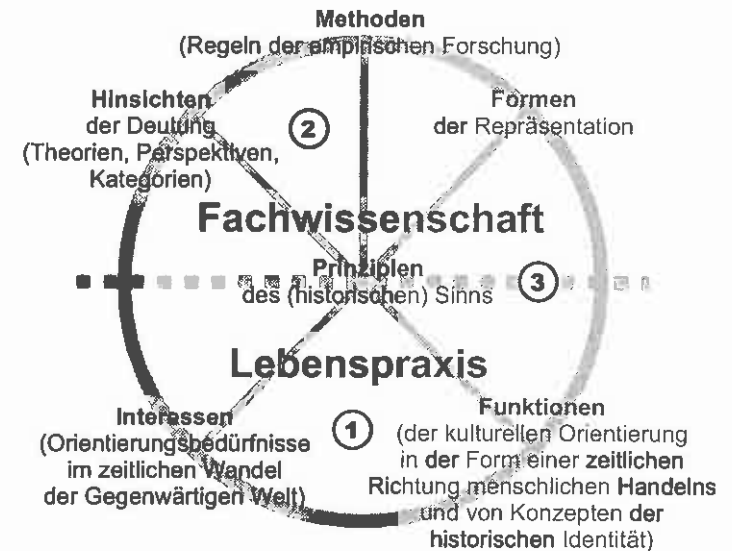 Methoden
(Regeln der empirischen Forschung)
Hinsichten
der Deutung
(Theorien, Perspektiven,
Kategorien)
2
Formen
der Repräsentation
Fachwissenschaft
Prinzipien
des (historischen) Sinns
3
Lebenspraxis
Interessen
(Orientierungsbedürfnisse
im zeitlichen Wandel
der Gegenwärtigen Welt)
1
Funktionen
(der kulturellen Orientierung
in der Form einer zeitlichen
Richtung menschlichen Handelns
und von Konzepten der
historischen Identität)